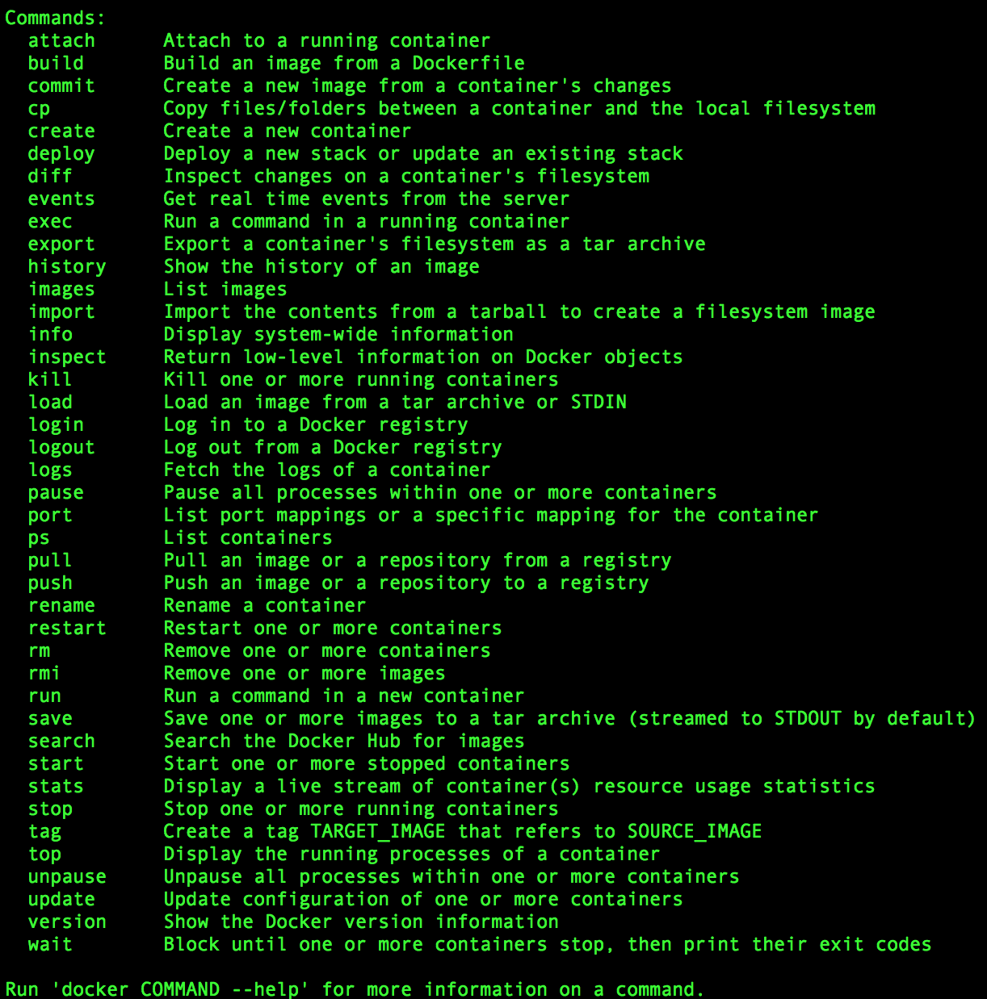 Commands:
  attach      Attach to a running container
  build       Build an image from a Dockerfile
  commit      Create a new image from a container's changes
  cp          Copy files/folders between a container and the local filesystem
  create      Create a new container
  deploy      Deploy a new stack or update an existing stack
  diff        Inspect changes on a container's filesystem
  events      Get real time events from the server
  exec        Run a command in a running container
  export      Export a container's filesystem as a tar archive
  history     Show the history of an image
  images      List images
  import      Import the contents from a tarball to create a filesystem image
  info        Display system-wide information
  inspect     Return low-level information on Docker objects
  kill        Kill one or more running containers
  load        Load an image from a tar archive or STDIN
  login       Log in to a Docker registry
  logout      Log out from a Docker registry
  logs        Fetch the logs of a container
  pause       Pause all processes within one or more containers
  port        List port mappings or a specific mapping for the container
  ps          List containers
  pull        Pull an image or a repository from a registry
  push        Push an image or a repository to a registry
  rename      Rename a container
  restart     Restart one or more containers
  rm          Remove one or more containers
  rmi         Remove one or more images
  run         Run a command in a new container
  save        Save one or more images to a tar archive (streamed to STDOUT by default)
  search      Search the Docker Hub for images
  start       Start one or more stopped containers
  stats       Display a live stream of container(s) resource usage statistics
  stop        Stop one or more running containers
  tag         Create a tag TARGET_IMAGE that refers to SOURCE_IMAGE
  top         Display the running processes of a container
  unpause     Unpause all processes within one or more containers
  update      Update configuration of one or more containers
  version     Show the Docker version information
  wait        Block until one or more containers stop, then print their exit codes

Run 'docker COMMAND --help' for more information on a command.